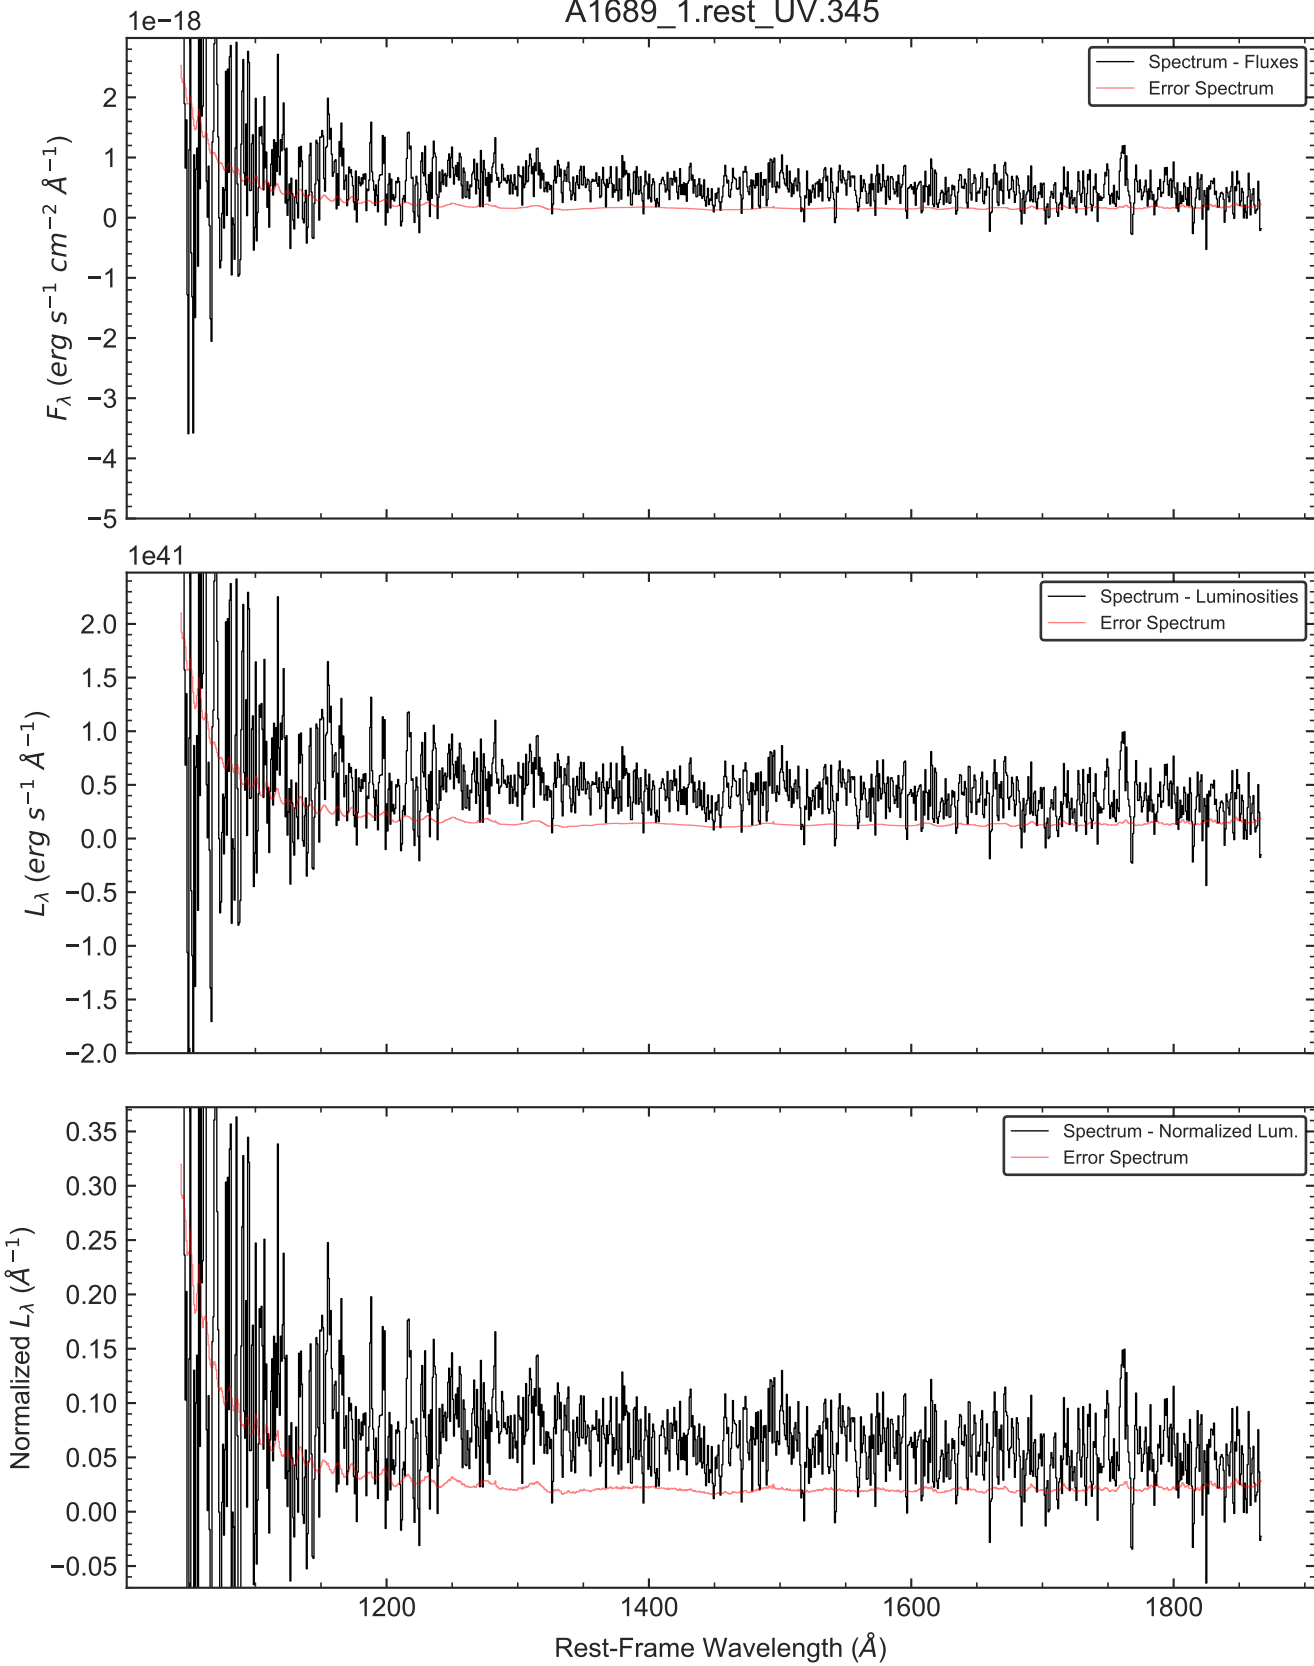 A1689_1.rest_UV.345
1e−18
Spectrum - Fluxes
Error Spectrum
2
1
0
−1
−2
−3
−4
−5
Fλ (erg s−1 cm−2 Å−1)
1e41
Spectrum - Luminosities
Error Spectrum
2.0
1.5
1.0
0.5
0.0
−0.5
−1.0
−1.5
−2.0
Lλ (erg s−1 Å−1)
Spectrum - Normalized Lum.
Error Spectrum
0.35
0.30
0.25
0.20
0.15
0.10
0.05
0.00
−0.05
Normalized Lλ (Å−1)
1200 1400 1600 1800
Rest-Frame Wavelength (Å)